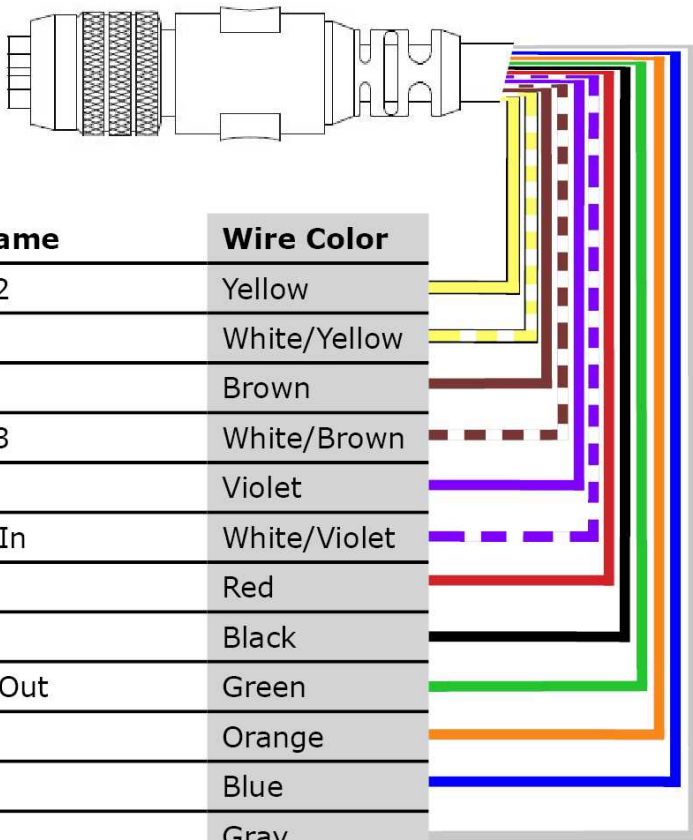 ame Wire Color
2 Yellow
White/Yellow
Brown
3 White/Brown
Violet
In White/Violet
Red
Black
Out Green
Orange
Blue
Gray